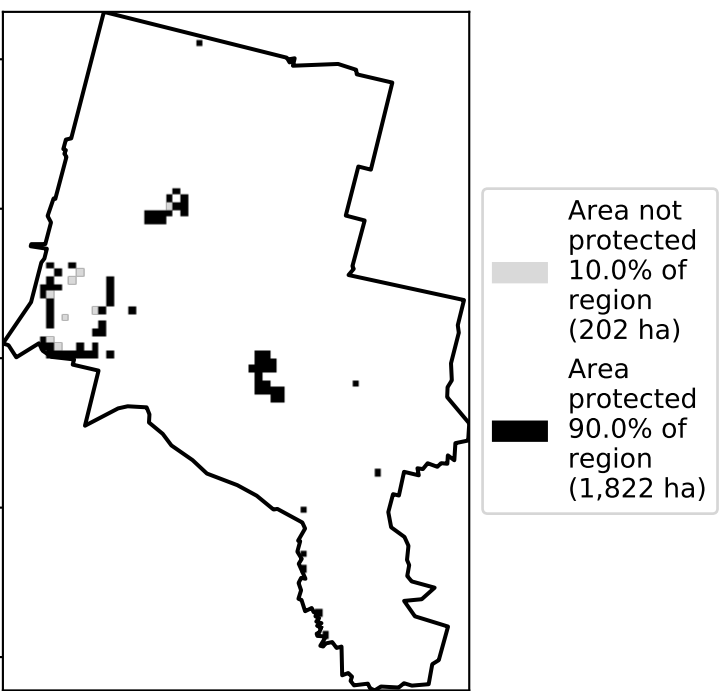 Area not
protected
10.0% of
region
(202 ha)
Area
protected
90.0% of
region
(1,822 ha)